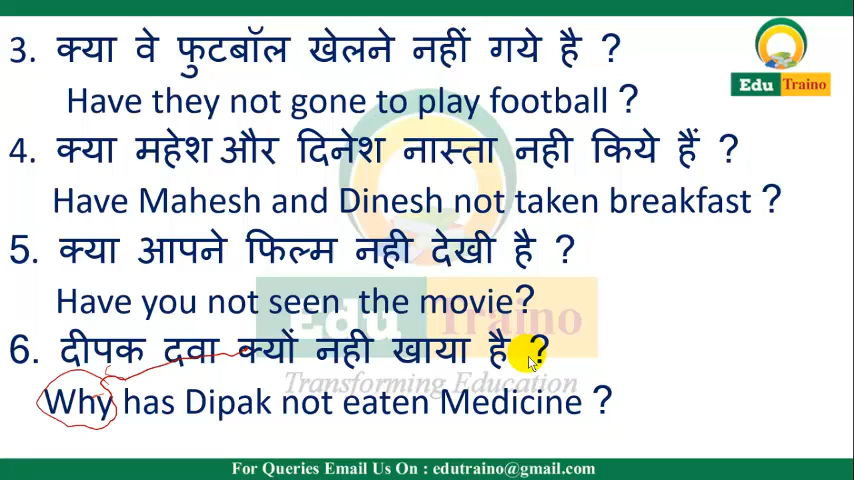 3. क्या वे फुटबॉल खेलने नहीं गये है ?
Edu Traino
Have they not gone to play football ?
4. क्या महेश और दिनेश नास्ता नही किये हैं ?
Have Mahesh and Dinesh not taken breakfast ?
5. क्या आपने फिल्म नही देखी है ?
Have you not seen the movie?
Edu Traino
6. दीपक दवा क्यों नही खाया है ?
Transforming Education
Why has Dipak not eaten Medicine ?
For Queries Email Us On : edutraino@gmail.com